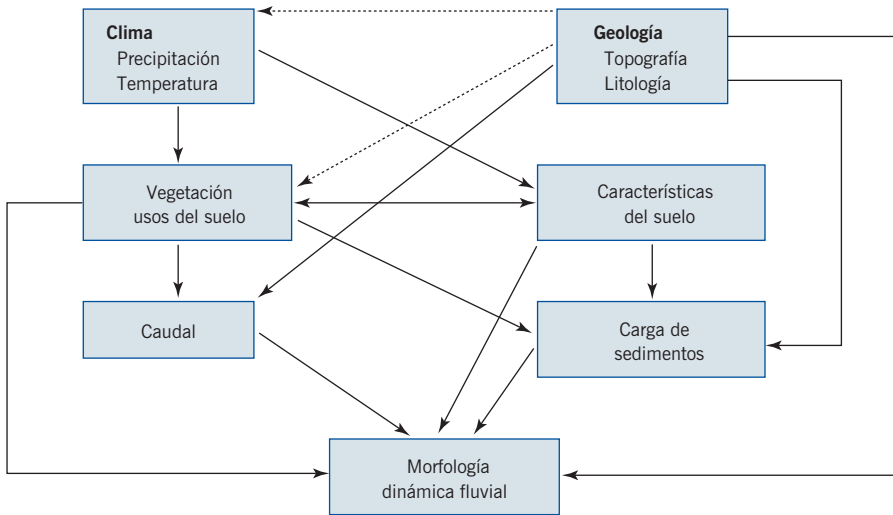 Clima
Precipitación
Temperatura
Geología
Topografía
Litología
Vegetación
usos del suelo
Características
del suelo
Caudal
Carga de
sedimentos
Morfología
dinámica fluvial